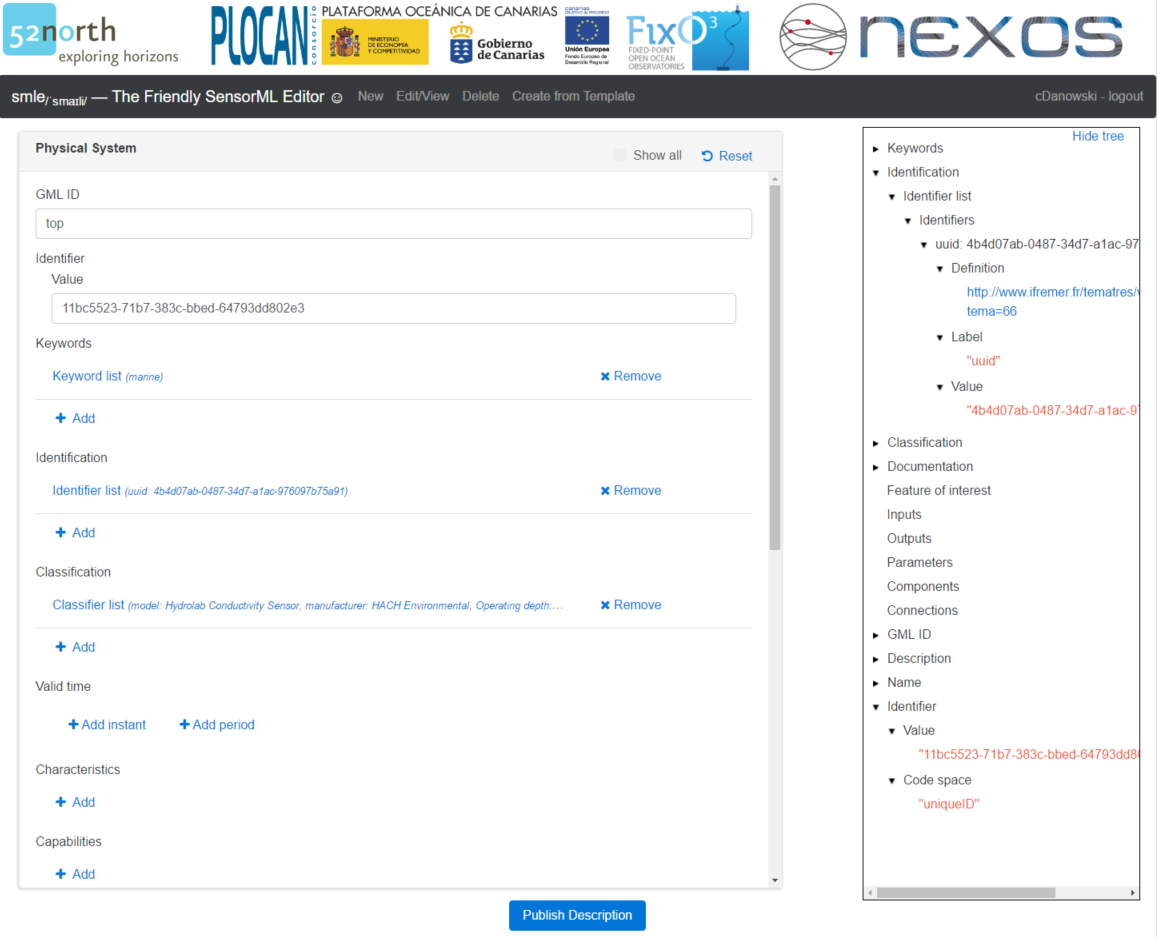 52north
exploring horizons
PLOCAN
consorcio
PLATAFORMA OCEÁNICA DE CANARIAS
MINISTERIO
DE ECONOMÍA
Y COMPETITIVIDAD
Gobierno
de Canarias
Unión Europea
Fondo Europeo de
Desarrollo Regional
FixO3
FIXED-POINT
OPEN OCEAN
OBSERVATORIES
nexos
smle/ˈsmaɪli/ — The Friendly SensorML Editor ☺ New Edit/View Delete Create from Template cDanowski - logout
Physical System
Show all Reset
GML ID
top
Identifier
Value
11bc5523-71b7-383c-bbed-64793dd802e3
Keywords
Keyword list (marine) Remove
Add
Identification
Identifier list (uuid: 4b4d07ab-0487-34d7-a1ac-976097b75a91) Remove
Add
Classification
Classifier list (model: Hydrolab Conductivity Sensor, manufacturer: HACH Environmental, Operating depth:... Remove
Add
Valid time
Add instant Add period
Characteristics
Add
Capabilities
Add
Publish Description
Hide tree
Keywords
Identification
Identifier list
Identifiers
uuid: 4b4d07ab-0487-34d7-a1ac-97
Definition
http://www.ifremer.fr/tematres/
tema=66
Label
"uuid"
Value
"4b4d07ab-0487-34d7-a1ac-97
Classification
Documentation
Feature of interest
Inputs
Outputs
Parameters
Components
Connections
GML ID
Description
Name
Identifier
Value
"11bc5523-71b7-383c-bbed-64793dd80
Code space
"uniqueID"